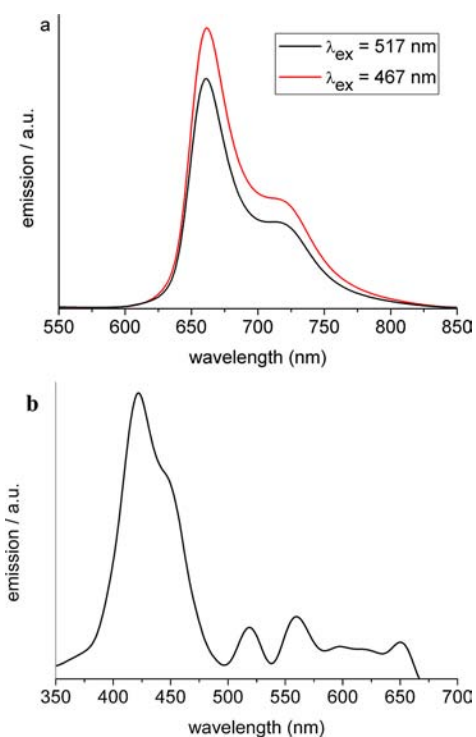 a
λex = 517 nm
λex = 467 nm
emission / a.u.
550 600 650 700 750 800 850
wavelength (nm)
b
emission / a.u.
350 400 450 500 550 600 650 700
wavelength (nm)